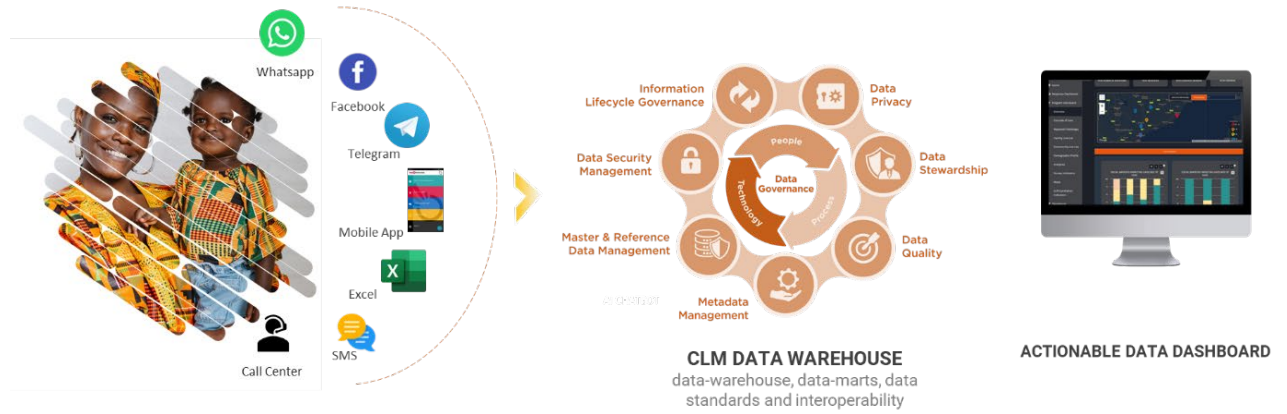 Whatsapp
Facebook
Telegram
Mobile App
Excel
X
SMS
Call Center
Information
Lifecycle Governance
Data
Privacy
Data Security
Management
Data
Stewardship
Master & Reference
Data Management
Data
Quality
Metadata
Management
People
Process
Technology
Data
Governance
CLM DATA WAREHOUSE
data-warehouse, data-marts, data
standards and interoperability
ACTIONABLE DATA DASHBOARD